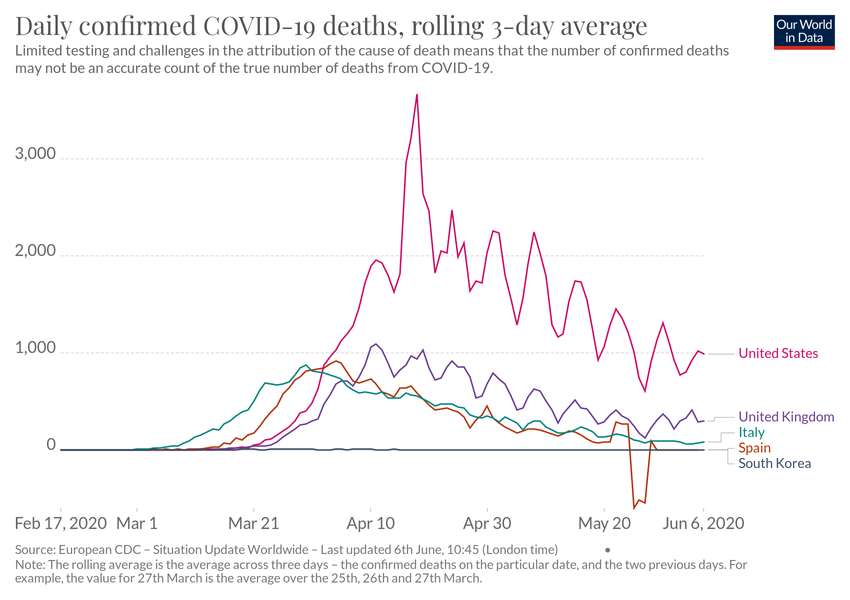 Daily confirmed COVID-19 deaths, rolling 3-day average
Our World
in Data
Limited testing and challenges in the attribution of the cause of death means that the number of confirmed deaths
may not be an accurate count of the true number of deaths from COVID-19.
3,000
2,000
1,000
0
United States
United Kingdom
Italy
Spain
South Korea
Feb 17, 2020 Mar 1 Mar 21 Apr 10 Apr 30 May 20 Jun 6, 2020
Source: European CDC – Situation Update Worldwide – Last updated 6th June, 10:45 (London time) •
Note: The rolling average is the average across three days – the confirmed deaths on the particular date, and the two previous days. For
example, the value for 27th March is the average over the 25th, 26th and 27th March.